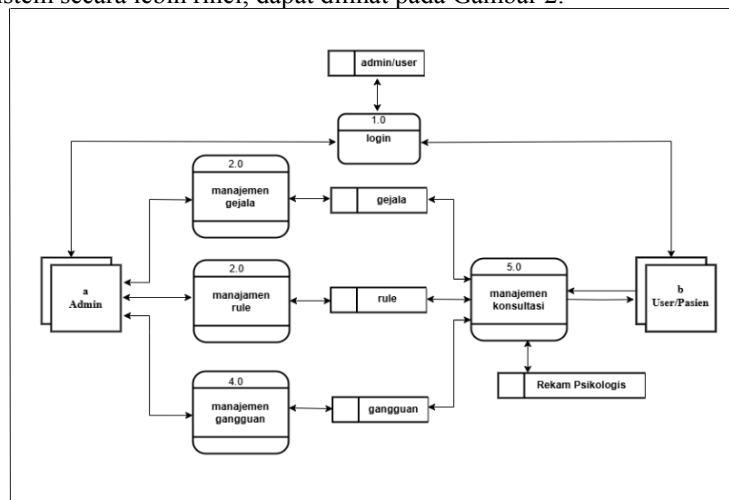 sistem secara lebih rinci, dapat dilihat pada Gambar 2.
admin/user
1.0
login
2.0
manajemen
gejala
gejala
a
Admin
2.0
manajamen
rule
rule
5.0
manajemen
konsultasi
b
User/Pasien
4.0
manajemen
gangguan
gangguan
Rekam Psikologis